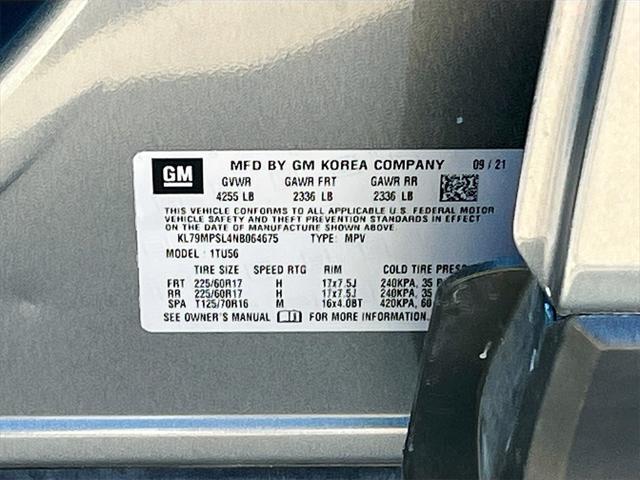 GM MFD BY GM KOREA COMPANY 09 / 21
GVWR GAWR FRT GAWR RR
4255 LB 2336 LB 2336 LB
THIS VEHICLE CONFORMS TO ALL APPLICABLE U.S. FEDERAL MOTOR
VEHICLE SAFETY AND THEFT PREVENTION STANDARDS IN EFFECT
ON THE DATE OF MANUFACTURE SHOWN ABOVE.
KL79MPSL4NB064675 TYPE: MPV
MODEL : 1TU56
TIRE SIZE SPEED RTG RIM COLD TIRE PRESS
FRT 225/60R17 H 17x7.5J 240KPA, 35
RR 225/60R17 H 17x7.5J 240KPA, 35
SPA T125/70R16 M 16x4.0BT 420KPA, 60
SEE OWNER'S MANUAL FOR MORE INFORMATION.